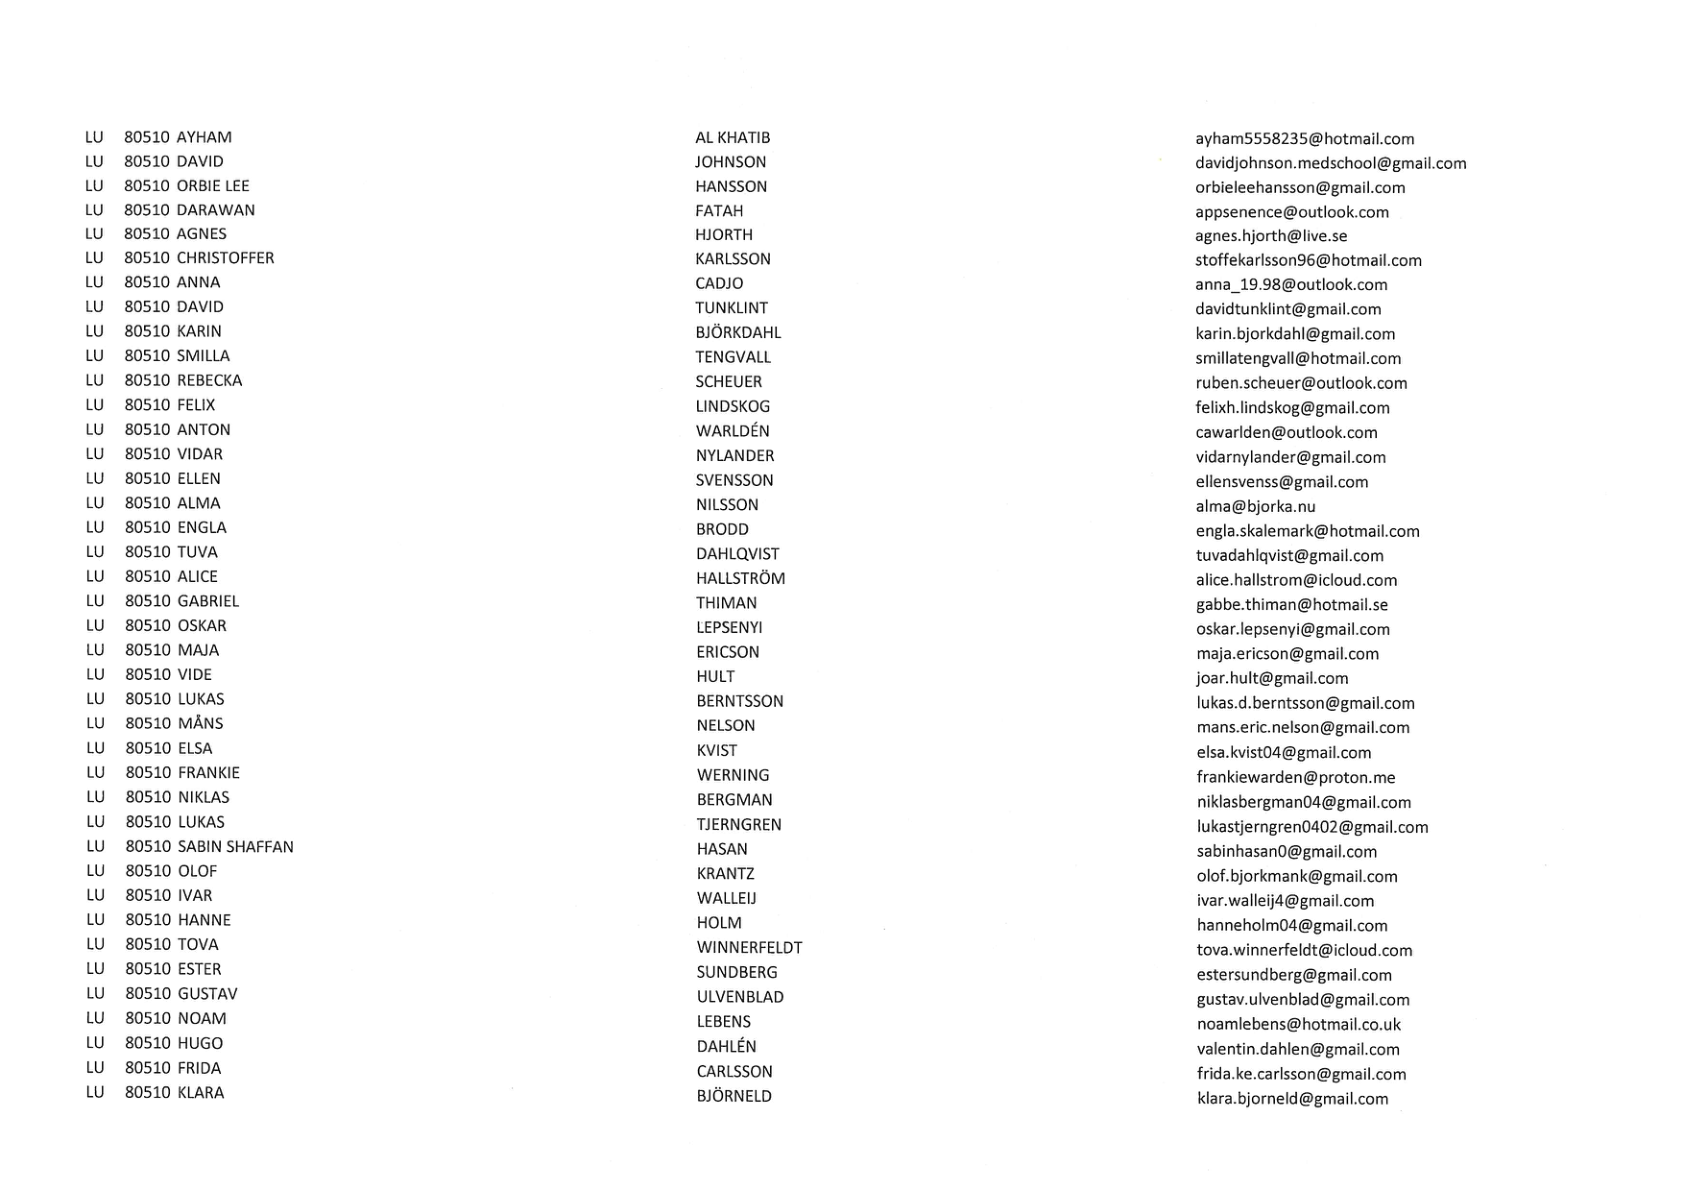 LU 80510 AYHAM AL KHATIB ayham5558235@hotmail.com
LU 80510 DAVID JOHNSON davidjohnson.medschool@gmail.com
LU 80510 ORBIE LEE HANSSON orbieleehansson@gmail.com
LU 80510 DARAWAN FATAH appsenence@outlook.com
LU 80510 AGNES HJORTH agnes.hjorth@live.se
LU 80510 CHRISTOFFER KARLSSON stoffekarlsson96@hotmail.com
LU 80510 ANNA CADJO anna_19.98@outlook.com
LU 80510 DAVID TUNKLINT davidtunklint@gmail.com
LU 80510 KARIN BJÖRKDAHL karin.bjorkdahl@gmail.com
LU 80510 SMILLA TENGVALL smillatengvall@hotmail.com
LU 80510 REBECKA SCHEUER ruben.scheuer@outlook.com
LU 80510 FELIX LINDSKOG felixh.lindskog@gmail.com
LU 80510 ANTON WARLDÉN cawarlden@outlook.com
LU 80510 VIDAR NYLANDER vidarnylander@gmail.com
LU 80510 ELLEN SVENSSON ellensvenss@gmail.com
LU 80510 ALMA NILSSON alma@bjorka.nu
LU 80510 ENGLA BRODD engla.skalemark@hotmail.com
LU 80510 TUVA DAHLQVIST tuvadahlqvist@gmail.com
LU 80510 ALICE HALLSTRÖM alice.hallstrom@icloud.com
LU 80510 GABRIEL THIMAN gabbe.thiman@hotmail.se
LU 80510 OSKAR LEPSENYI oskar.lepsenyi@gmail.com
LU 80510 MAJA ERICSON maja.ericson@gmail.com
LU 80510 VIDE HULT joar.hult@gmail.com
LU 80510 LUKAS BERNTSSON lukas.d.berntsson@gmail.com
LU 80510 MÅNS NELSON mans.eric.nelson@gmail.com
LU 80510 ELSA KVIST elsa.kvist04@gmail.com
LU 80510 FRANKIE WERNING frankiewarden@proton.me
LU 80510 NIKLAS BERGMAN niklasbergman04@gmail.com
LU 80510 LUKAS TJERNGREN lukastjerngren0402@gmail.com
LU 80510 SABIN SHAFFAN HASAN sabinhasan0@gmail.com
LU 80510 OLOF KRANTZ olof.bjorkmank@gmail.com
LU 80510 IVAR WALLEIJ ivar.walleij4@gmail.com
LU 80510 HANNE HOLM hanneholm04@gmail.com
LU 80510 TOVA WINNERFELDT tova.winnerfeldt@icloud.com
LU 80510 ESTER SUNDBERG estersundberg@gmail.com
LU 80510 GUSTAV ULVENBLAD gustav.ulvenblad@gmail.com
LU 80510 NOAM LEBENS noamlebens@hotmail.co.uk
LU 80510 HUGO DAHLÉN valentin.dahlen@gmail.com
LU 80510 FRIDA CARLSSON frida.ke.carlsson@gmail.com
LU 80510 KLARA BJÖRNELD klara.bjorneld@gmail.com